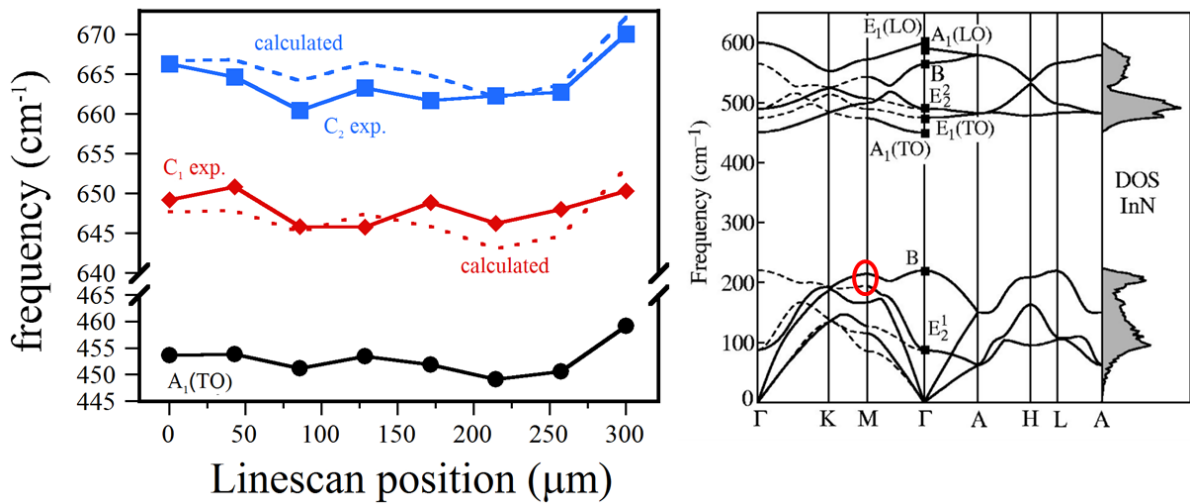 670
665
660
655
650
645
640
465
460
455
450
445
frequency (cm-1)
calculated
C2 exp.
C1 exp.
calculated
A1(TO)
0
50
100
150
200
250
300
Linescan position (μm)
E1(LO)
A1(LO)
B
E22
E1(TO)
A1(TO)
B
E21
600
500
400
300
200
100
0
Frequency (cm−1)
DOS
InN
Γ
K
M
Γ
A
H
L
A